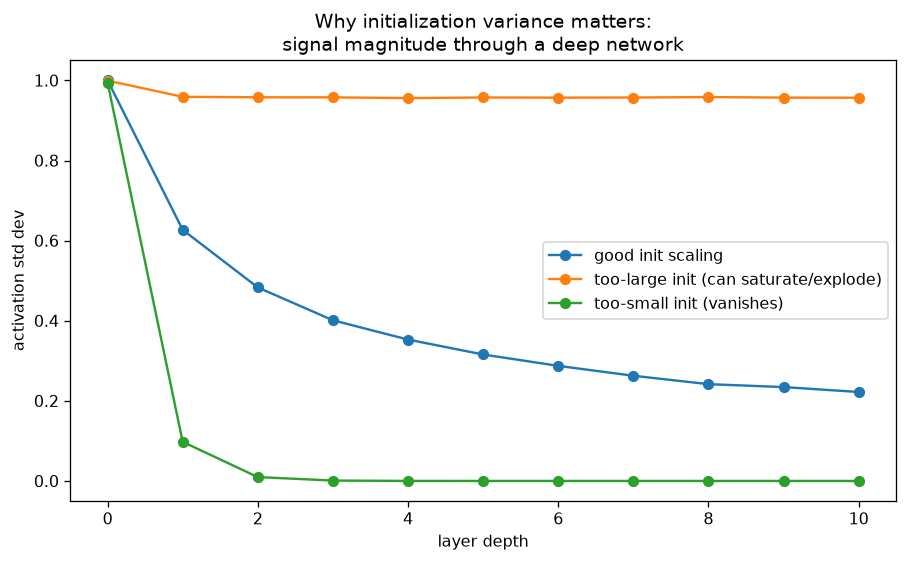 Why initialization variance matters:
signal magnitude through a deep network
activation std dev
1.0
0.8
0.6
0.4
0.2
0.0
good init scaling
too-large init (can saturate/explode)
too-small init (vanishes)
0 2 4 6 8 10
layer depth